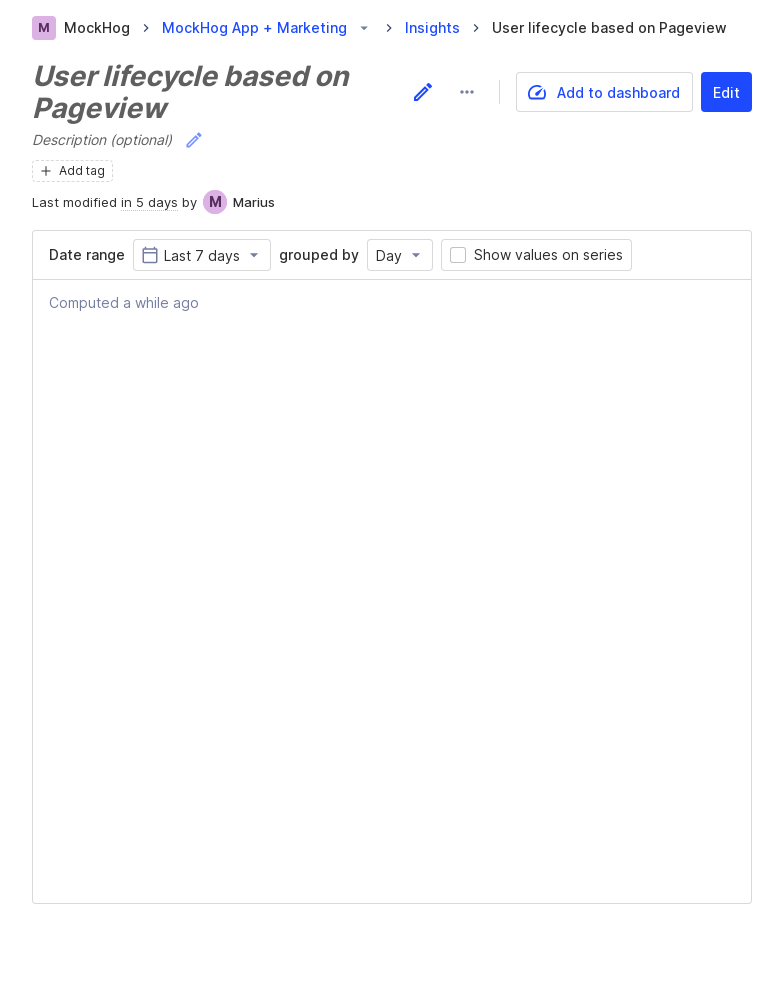 M MockHog MockHog App + Marketing Insights User lifecycle based on Pageview
User lifecycle based on
Pageview
Add to dashboard Edit
Description (optional)
Add tag
Last modified in 5 days by M Marius
Date range Last 7 days grouped by Day Show values on series
Computed a while ago